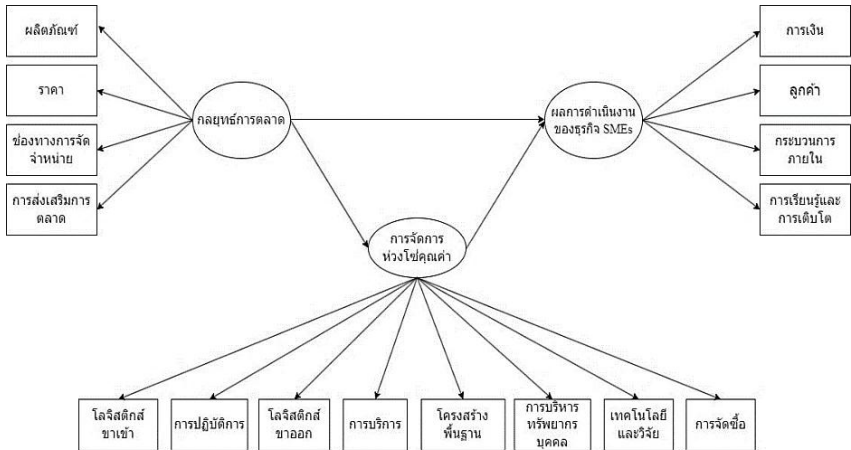 ผลิตภัณฑ์
ราคา
ช่องทางการจัด
จำหน่าย
การส่งเสริมการ
ตลาด
กลยุทธ์การตลาด
ผลการดำเนินงาน
ของธุรกิจ SMEs
การเงิน
ลูกค้า
กระบวนการ
ภายใน
การเรียนรู้และ
การเติบโต
การจัดการ
ห่วงโซ่คุณค่า
โลจิสติกส์
ขาเข้า
การปฏิบัติการ
โลจิสติกส์
ขาออก
การบริการ
โครงสร้าง
พื้นฐาน
การบริหาร
ทรัพยากร
บุคคล
เทคโนโลยี
และวิจัย
การจัดซื้อ